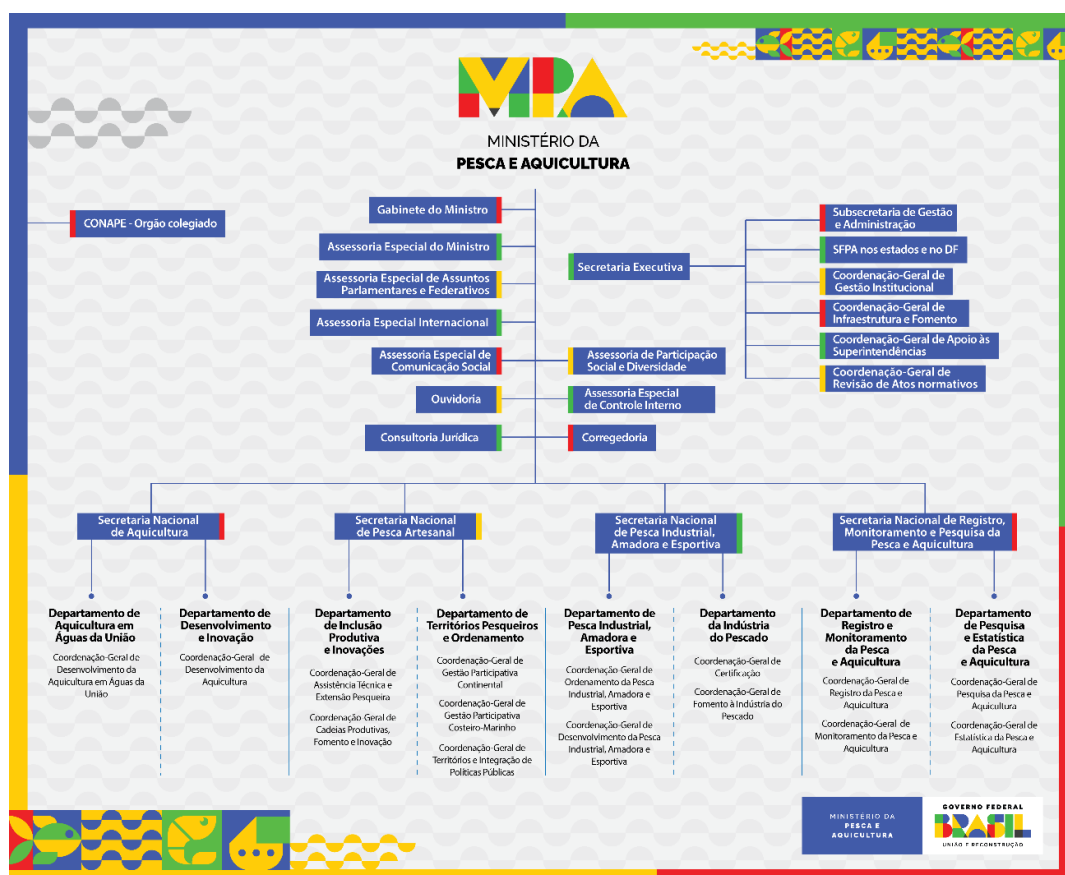 MPA
MINISTÉRIO DA
PESCA E AQUICULTURA
CONAPE - Orgão colegiado
Gabinete do Ministro
Assessoria Especial do Ministro
Assessoria Especial de Assuntos
Parlamentares e Federativos
Assessoria Especial Internacional
Assessoria Especial de
Comunicação Social
Ouvidoria
Consultoria Jurídica
Secretaria Executiva
Assessoria de Participação
Social e Diversidade
Assessoria Especial
de Controle Interno
Corregedoria
Subsecretaria de Gestão
e Administração
SFPA nos estados e no DF
Coordenação-Geral de
Gestão Institucional
Coordenação-Geral de
Infraestrutura e Fomento
Coordenação-Geral de Apoio às
Superintendências
Coordenação-Geral de
Revisão de Atos normativos
Secretaria Nacional
de Aquicultura
Secretaria Nacional
de Pesca Artesanal
Secretaria Nacional
de Pesca Industrial,
Amadora e Esportiva
Secretaria Nacional de Registro,
Monitoramento e Pesquisa da
Pesca e Aquicultura
Departamento de
Aquicultura em
Águas da União
Coordenação-Geral de
Desenvolvimento da
Aquicultura em Águas da
União
Departamento de
Desenvolvimento
e Inovação
Coordenação-Geral de
Desenvolvimento da
Aquicultura
Departamento
de Inclusão
Produtiva
e Inovações
Coordenação-Geral de
Assistência Técnica e
Extensão Pesqueira
Coordenação-Geral de
Cadeias Produtivas,
Fomento e Inovação
Departamento de
Territórios Pesqueiros
e Ordenamento
Coordenação-Geral de
Gestão Participativa
Continental
Coordenação-Geral de
Gestão Participativa
Costeiro-Marinho
Coordenação-Geral de
Territórios e Integração de
Políticas Públicas
Departamento de
Pesca Industrial,
Amadora e
Esportiva
Coordenação-Geral de
Ordenamento da Pesca
Industrial, Amadora e
Esportiva
Coordenação-Geral de
Desenvolvimento da Pesca
Industrial, Amadora e
Esportiva
Departamento
da Indústria
do Pescado
Coordenação-Geral de
Certificação
Coordenação-Geral de
Fomento à Indústria do
Pescado
Departamento de
Registro e
Monitoramento
da Pesca
e Aquicultura
Coordenação-Geral de
Registro da Pesca e
Aquicultura
Coordenação-Geral de
Monitoramento da Pesca e
Aquicultura
Departamento
de Pesquisa
e Estatística
da Pesca
e Aquicultura
Coordenação-Geral de
Pesquisa da Pesca e
Aquicultura
Coordenação-Geral de
Estatística da Pesca e
Aquicultura
MINISTÉRIO DA
PESCA E
AQUICULTURA
GOVERNO FEDERAL
BRASIL
UNIÃO E RECONSTRUÇÃO